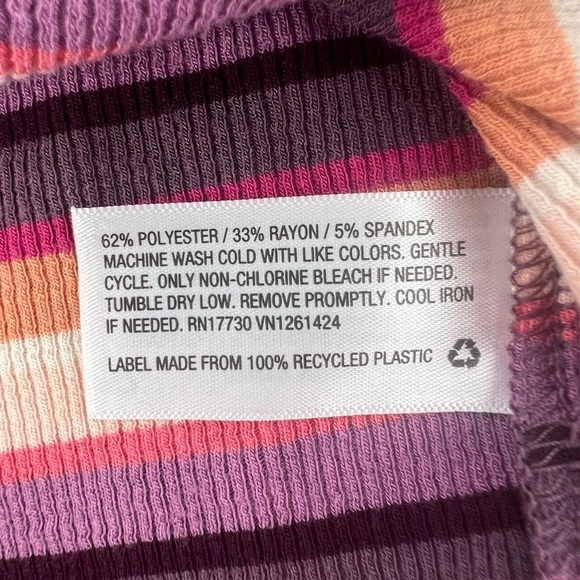 62% POLYESTER / 33% RAYON / 5% SPANDEX
MACHINE WASH COLD WITH LIKE COLORS. GENTLE
CYCLE. ONLY NON-CHLORINE BLEACH IF NEEDED.
TUMBLE DRY LOW. REMOVE PROMPTLY. COOL IRON
IF NEEDED. RN17730 VN1261424
LABEL MADE FROM 100% RECYCLED PLASTIC